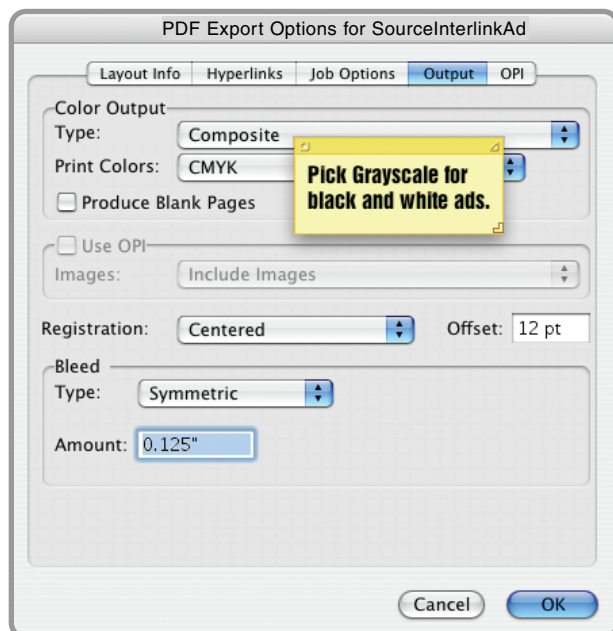 PDF Export Options for SourceInterlinkAd
Layout Info Hyperlinks Job Options Output OPI
Color Output
Type: Composite
Print Colors: CMYK
Pick Grayscale for
black and white ads.
Produce Blank Pages
Use OPI
Images: Include Images
Registration: Centered Offset: 12 pt
Bleed
Type: Symmetric
Amount: 0.125"
Cancel OK